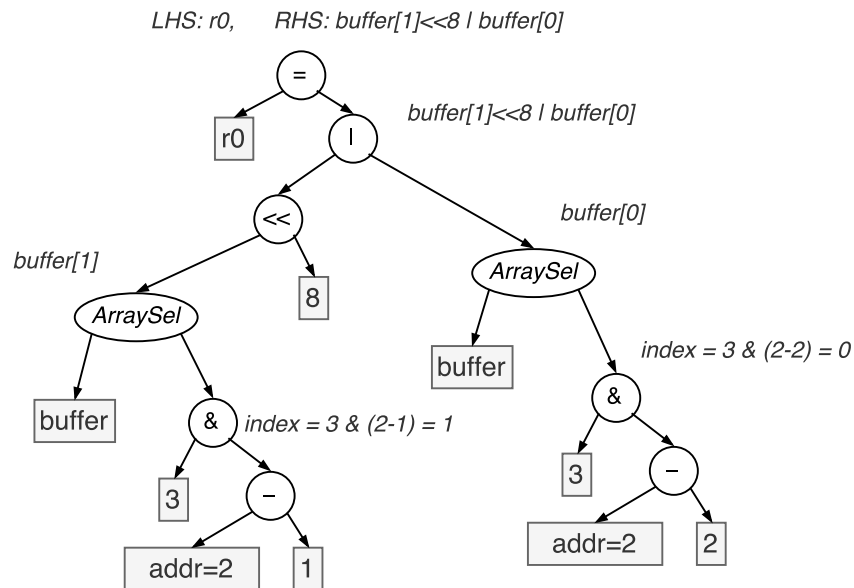 LHS: r0, RHS: buffer[1]<<8 | buffer[0]
=
buffer[1]<<8 | buffer[0]
r0
|
<<
buffer[0]
buffer[1]
ArraySel
8
ArraySel
index = 3 & (2-2) = 0
buffer
&
buffer
& index = 3 & (2-1) = 1
3
−
3
−
addr=2
2
addr=2
1